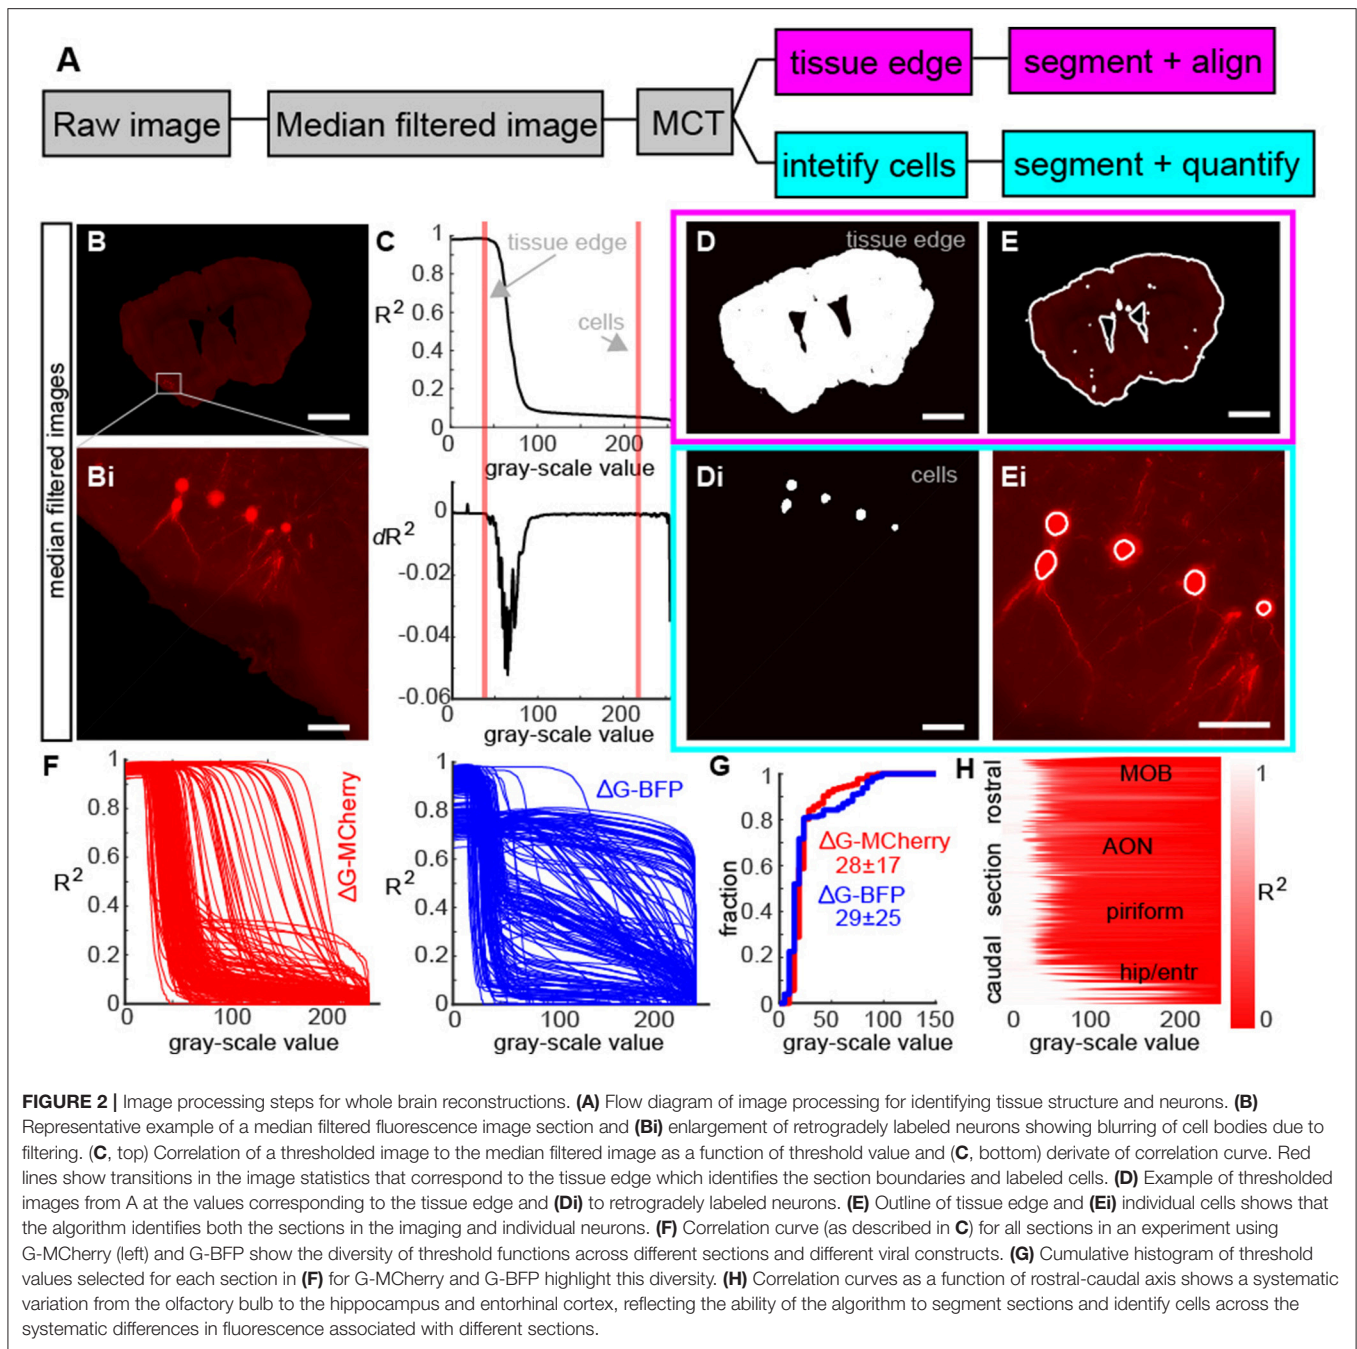 A
Raw image
Median filtered image
MCT
tissue edge
segment + align
intetify cells
segment + quantify
median filtered images
B
Bi
C
1
0.8
R²
0.6
0.4
0.2
0
0
100
200
gray-scale value
tissue edge
cells
0
dR²
-0.02
-0.04
-0.06
0
100
200
gray-scale value
D
tissue edge
E
Di
cells
Ei
F
1
0.8
0.6
R²
0.4
0.2
0
0
100
200
gray-scale value
ΔG-MCherry
1
0.8
0.6
R²
0.4
0.2
0
0
100
200
gray-scale value
ΔG-BFP
G
1
0.8
0.6
0.4
0.2
0
fraction
0
50
100
150
gray-scale value
ΔG-MCherry
28±17
ΔG-BFP
29±25
H
caudal section rostral
MOB
AON
piriform
hip/entr
0
100
200
gray-scale value
1
R²
0
FIGURE 2 | Image processing steps for whole brain reconstructions. (A) Flow diagram of image processing for identifying tissue structure and neurons. (B)
Representative example of a median filtered fluorescence image section and (Bi) enlargement of retrogradely labeled neurons showing blurring of cell bodies due to
filtering. (C, top) Correlation of a thresholded image to the median filtered image as a function of threshold value and (C, bottom) derivate of correlation curve. Red
lines show transitions in the image statistics that correspond to the tissue edge which identifies the section boundaries and labeled cells. (D) Example of thresholded
images from A at the values corresponding to the tissue edge and (Di) to retrogradely labeled neurons. (E) Outline of tissue edge and (Ei) individual cells shows that
the algorithm identifies both the sections in the imaging and individual neurons. (F) Correlation curve (as described in C) for all sections in an experiment using
G-MCherry (left) and G-BFP show the diversity of threshold functions across different sections and different viral constructs. (G) Cumulative histogram of threshold
values selected for each section in (F) for G-MCherry and G-BFP highlight this diversity. (H) Correlation curves as a function of rostral-caudal axis shows a systematic
variation from the olfactory bulb to the hippocampus and entorhinal cortex, reflecting the ability of the algorithm to segment sections and identify cells across the
systematic differences in fluorescence associated with different sections.